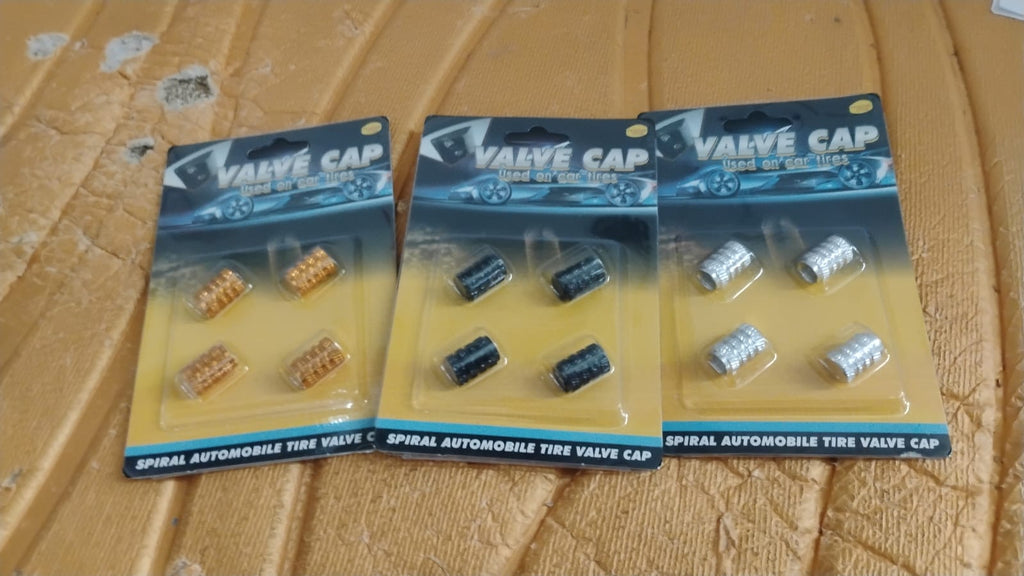 VALVE CAP
Used on car tires
SPIRAL AUTOMOBILE TIRE VALVE C
VALVE CAP
Used on car tires
SPIRAL AUTOMOBILE TIRE VALVE CAP
VALVE CAP
Used on car tires
SPIRAL AUTOMOBILE TIRE VALVE CAP